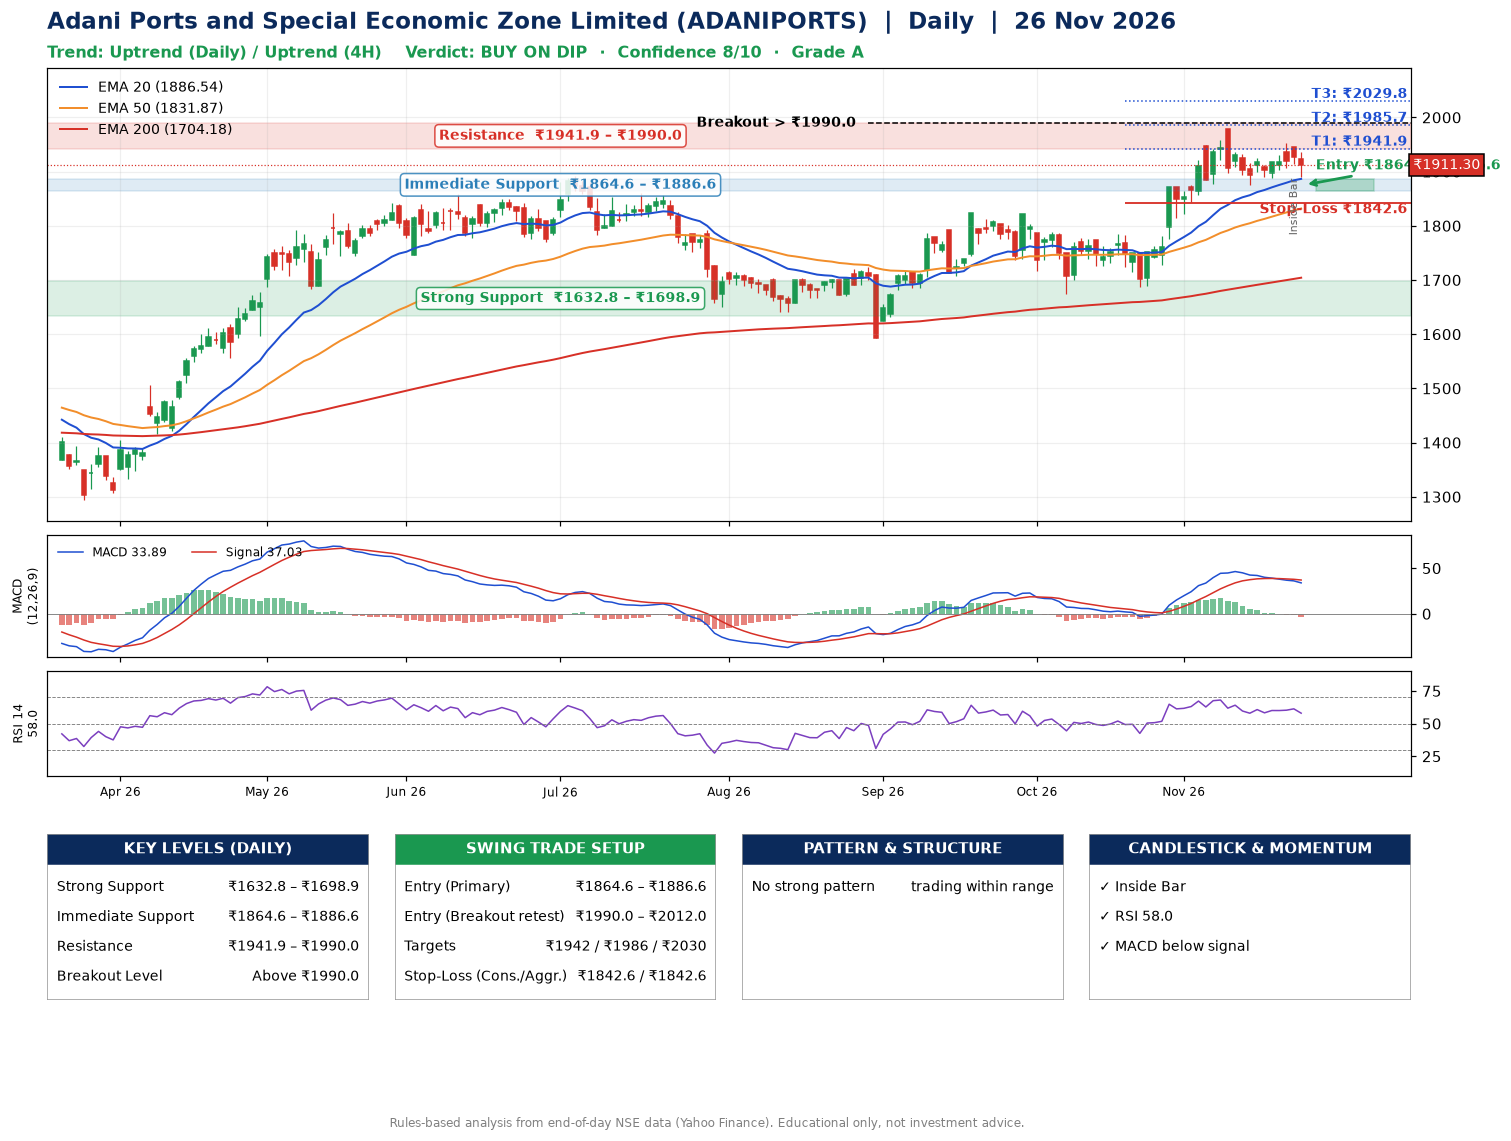 Adani Ports and Special Economic Zone Limited (ADANIPORTS) | Daily | 26 Nov 2026
Trend: Uptrend (Daily) / Uptrend (4H) Verdict: BUY ON DIP · Confidence 8/10 · Grade A
EMA 20 (1886.54)
EMA 50 (1831.87)
EMA 200 (1704.18)
T3: ₹2029.8
T2: ₹1985.7
Breakout > ₹1990.0
Resistance ₹1941.9 – ₹1990.0
T1: ₹1941.9
Entry ₹1864
.6
₹1911.30
Immediate Support ₹1864.6 – ₹1886.6
Stop-Loss ₹1842.6
Inside Bar
Strong Support ₹1632.8 – ₹1698.9
2000
1900
1800
1700
1600
1500
1400
1300
MACD
(12,26,9)
MACD 33.89
Signal 37.03
50
0
RSI 14
58.0
75
50
25
Apr 26
May 26
Jun 26
Jul 26
Aug 26
Sep 26
Oct 26
Nov 26
KEY LEVELS (DAILY)
Strong Support ₹1632.8 – ₹1698.9
Immediate Support ₹1864.6 – ₹1886.6
Resistance ₹1941.9 – ₹1990.0
Breakout Level Above ₹1990.0
SWING TRADE SETUP
Entry (Primary) ₹1864.6 – ₹1886.6
Entry (Breakout retest) ₹1990.0 – ₹2012.0
Targets ₹1942 / ₹1986 / ₹2030
Stop-Loss (Cons./Aggr.) ₹1842.6 / ₹1842.6
PATTERN & STRUCTURE
No strong pattern trading within range
CANDLESTICK & MOMENTUM
✓ Inside Bar
✓ RSI 58.0
✓ MACD below signal
Rules-based analysis from end-of-day NSE data (Yahoo Finance). Educational only, not investment advice.